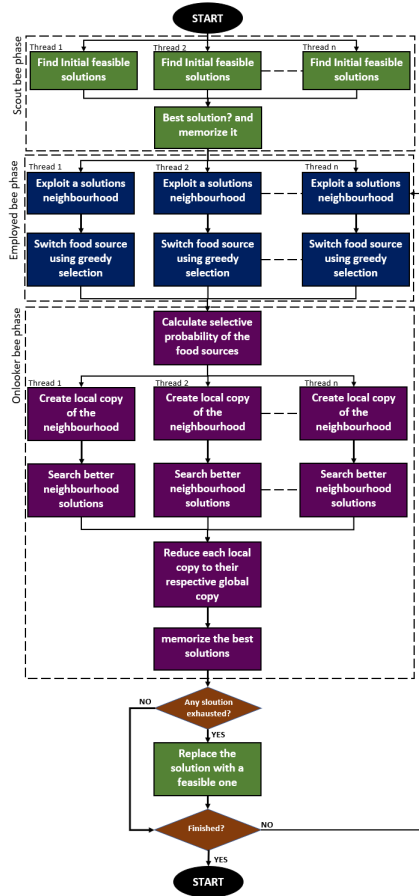 START
Scout bee phase
Thread 1
Thread 2
Thread n
Find Initial feasible
solutions
Find Initial feasible
solutions
Find Initial feasible
solutions
Best solution? and
memorize it
Employed bee phase
Thread 1
Thread 2
Thread n
Exploit a solutions
neighbourhood
Exploit a solutions
neighbourhood
Exploit a solutions
neighbourhood
Switch food source
using greedy
selection
Switch food source
using greedy
selection
Switch food source
using greedy
selection
Onlooker bee phase
Calculate selective
probability of the
food sources
Thread 1
Thread 2
Thread n
Create local copy
of the
neighbourhood
Create local copy
of the
neighbourhood
Create local copy
of the
neighbourhood
Search better
neighbourhood
solutions
Search better
neighbourhood
solutions
Search better
neighbourhood
solutions
Reduce each local
copy to their
respective global
copy
memorize the best
solutions
NO
Any sloution
exhausted?
YES
Replace the
solution with a
feasible one
Finished?
NO
YES
START